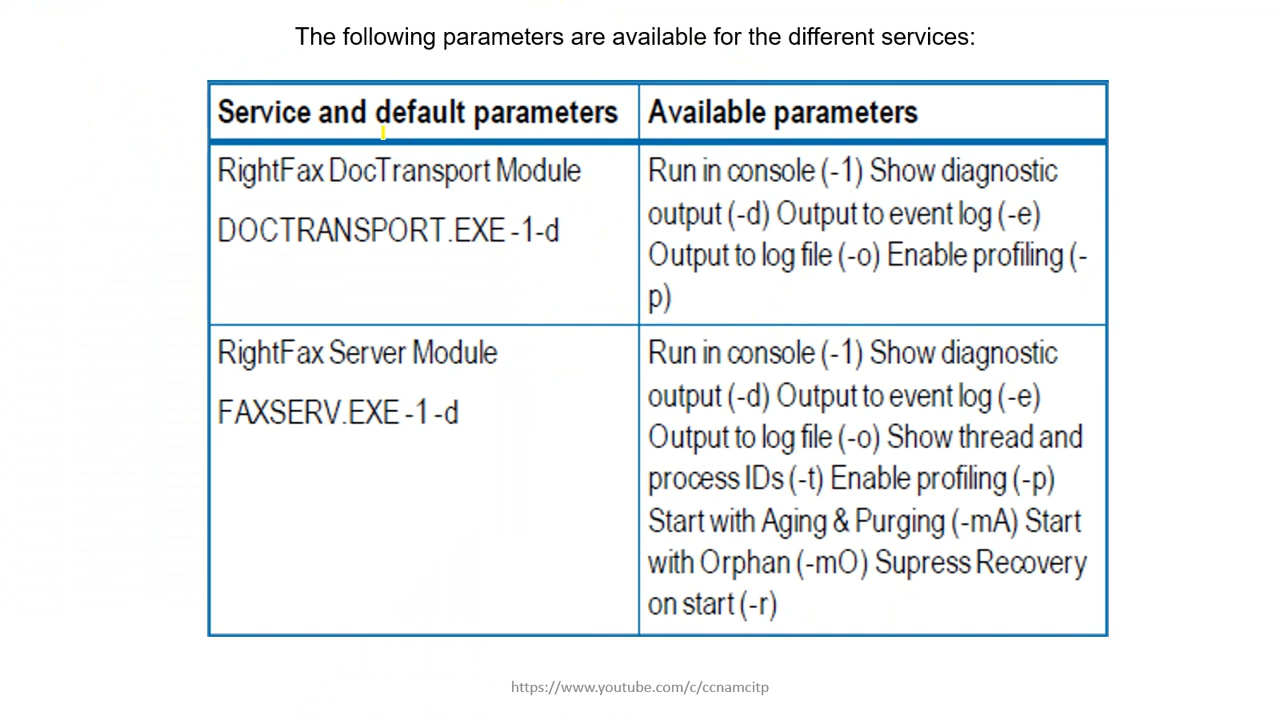 The following parameters are available for the different services:
Service and default parameters
Available parameters
RightFax DocTransport Module
DOCTRANSPORT.EXE -1-d
Run in console (-1) Show diagnostic
output (-d) Output to event log (-e)
Output to log file (-o) Enable profiling (-
p)
RightFax Server Module
FAXSERV.EXE -1 -d
Run in console (-1) Show diagnostic
output (-d) Output to event log (-e)
Output to log file (-o) Show thread and
process IDs (-t) Enable profiling (-p)
Start with Aging & Purging (-mA) Start
with Orphan (-mO) Supress Recovery
on start (-r)
https://www.youtube.com/c/ccnamcitp